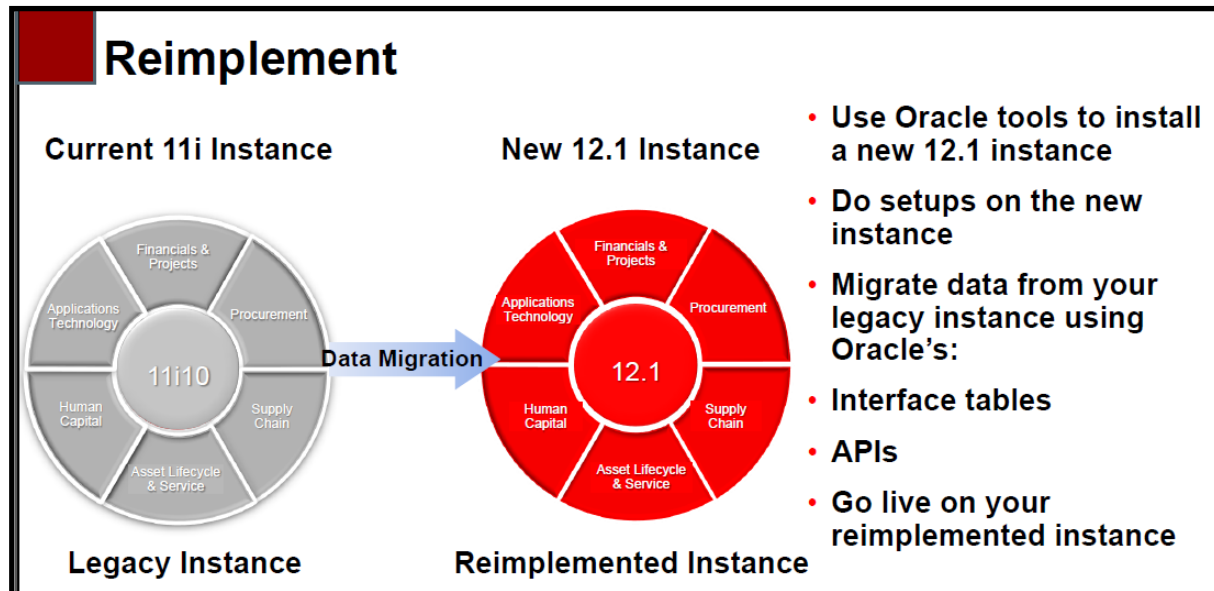 Reimplement
Current 11i Instance
Financials &
Projects
Applications
Technology
Procurement
11i10
Human
Capital
Supply
Chain
Asset Lifecycle
& Service
Legacy Instance
Data Migration
New 12.1 Instance
Financials &
Projects
Applications
Technology
Procurement
12.1
Human
Capital
Supply
Chain
Asset Lifecycle
& Service
Reimplemented Instance
• Use Oracle tools to install
a new 12.1 instance
• Do setups on the new
instance
• Migrate data from your
legacy instance using
Oracle's:
• Interface tables
• APIs
• Go live on your
reimplemented instance